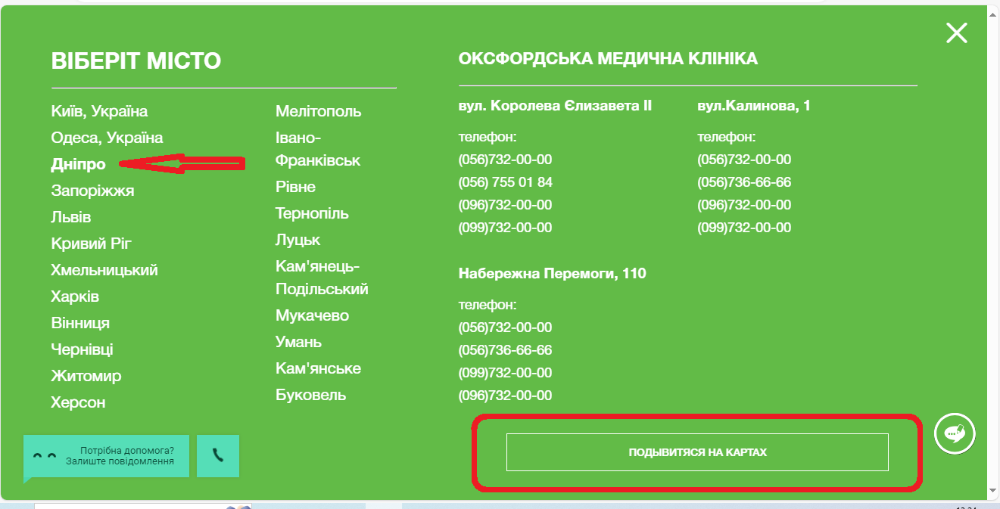 ВІБЕРІТ МІСТО
Київ, Україна
Одеса, Україна
Дніпро
Запоріжжя
Львів
Кривий Ріг
Хмельницький
Харків
Вінниця
Чернівці
Житомир
Херсон
Мелітополь
Івано-
Франківськ
Рівне
Тернопіль
Луцьк
Кам'янець-
Подільський
Мукачево
Умань
Кам'янське
Буковель
ОКСФОРДСЬКА МЕДИЧНА КЛІНІКА
вул. Королева Єлизавета ІІ
телефон:
(056)732-00-00
(056) 755 01 84
(096)732-00-00
(099)732-00-00
вул.Калинова, 1
телефон:
(056)732-00-00
(056)736-66-66
(096)732-00-00
(099)732-00-00
Набережна Перемоги, 110
телефон:
(056)732-00-00
(056)736-66-66
(099)732-00-00
(096)732-00-00
ПОДЫВИТЯСЯ НА КАРТАХ
Потрібна допомога?
Залиште повідомлення